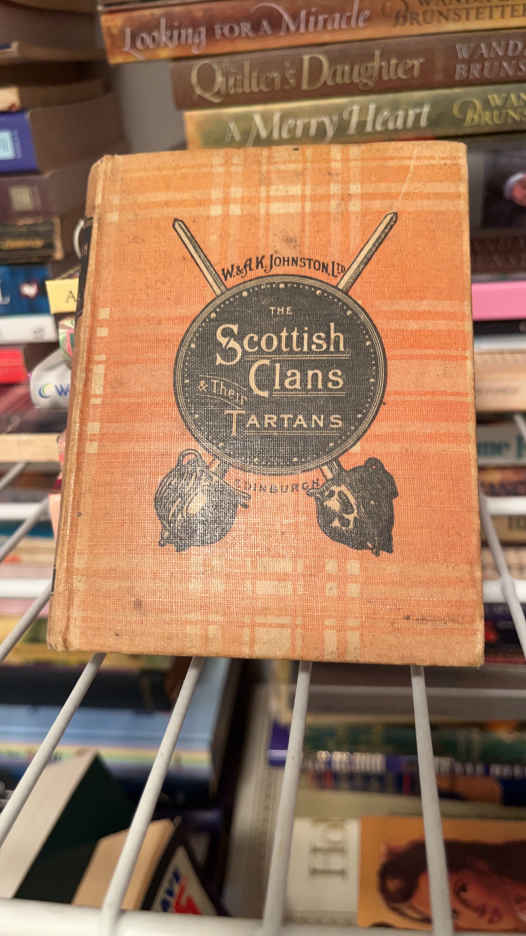 Looking for a Miracle
BRUNSTETTER
The
Quilter's Daughter
WANDA
BRUNS
A Merry Heart
WAN
BRUNS
W. & A. K. JOHNSTON, LTD
THE
Scottish
Clans
& Their
TARTANS
EDINBURGH